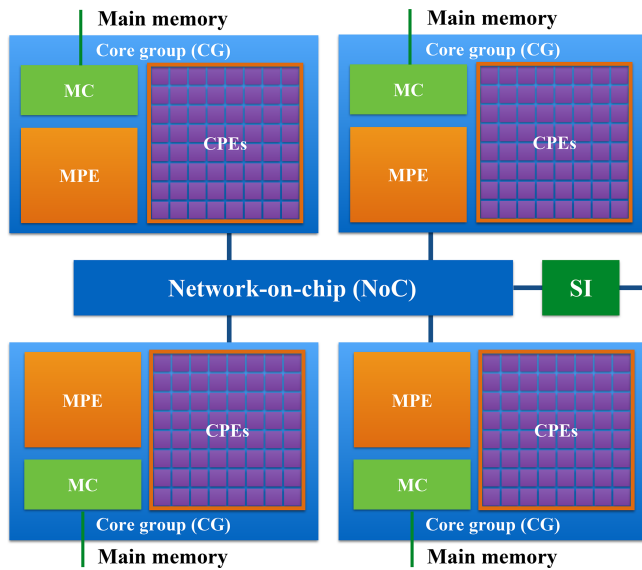 Main memory
Core group (CG)
MC
CPEs
MPE
Main memory
Core group (CG)
MC
CPEs
MPE
Network-on-chip (NoC)
SI
MPE
CPEs
MC
Core group (CG)
Main memory
MPE
CPEs
MC
Core group (CG)
Main memory